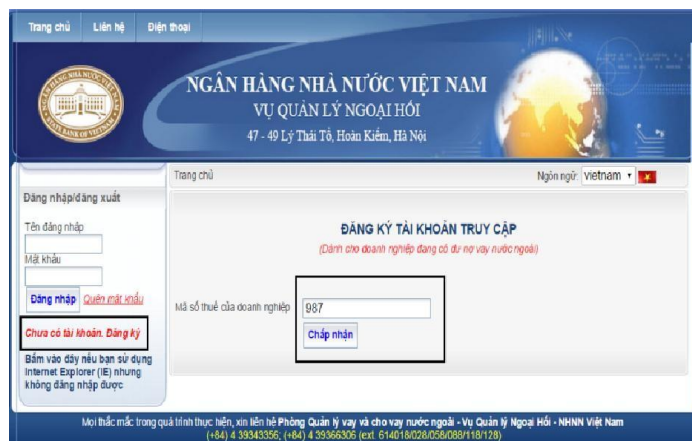 Trang chủ Liên hệ Điện thoại
NGÂN HÀNG NHÀ NƯỚC VIỆT NAM
VỤ QUẢN LÝ NGOẠI HỐI
47 - 49 Lý Thái Tổ, Hoàn Kiếm, Hà Nội
STATE BANK OF VIETNAM
Trang chủ
Ngôn ngữ: vietnam
Đăng nhập/đăng xuất
Tên đăng nhập
Mật khẩu
Đăng nhập Quên mật khẩu
Chưa có tài khoản. Đăng ký
Bấm vào đây nếu bạn sử dụng
Internet Explorer (IE) nhưng
không đăng nhập được
ĐĂNG KÝ TÀI KHOẢN TRUY CẬP
(Dành cho doanh nghiệp đang có dư nợ vay nước ngoài)
Mã số thuế của doanh nghiệp 987
Chấp nhận
Mọi thắc mắc trong quá trình thực hiện, xin liên hệ Phòng Quản lý vay và cho vay nước ngoài - Vụ Quản lý Ngoại Hối - NHNN Việt Nam
(+84) 4 39343356; (+84) 4 39366306 (ext. 614018/028/058/088/118/128)